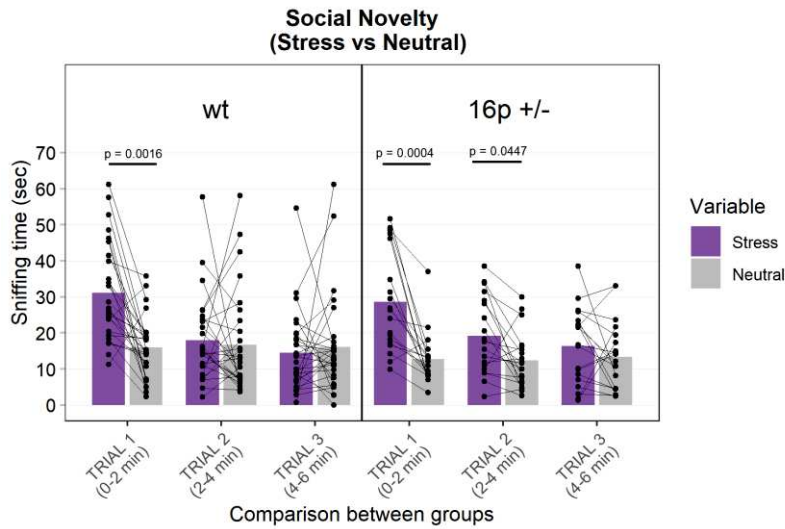 Social Novelty
(Stress vs Neutral)
wt
16p +/-
p = 0.0016
p = 0.0004
p = 0.0447
Sniffing time (sec)
70
60
50
40
30
20
10
0
TRIAL 1
(0-2 min)
TRIAL 2
(2-4 min)
TRIAL 3
(4-6 min)
TRIAL 1
(0-2 min)
TRIAL 2
(2-4 min)
TRIAL 3
(4-6 min)
Comparison between groups
Variable
Stress
Neutral